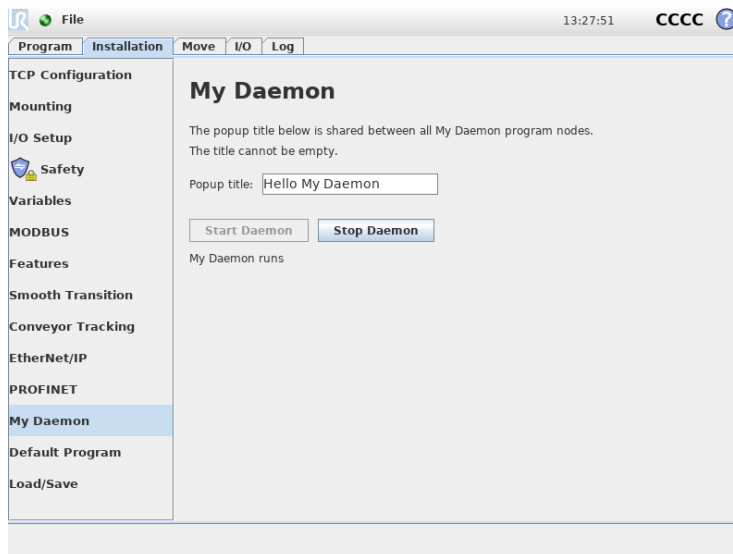 UR File 13:27:51 CCCC ?
Program Installation Move I/O Log
TCP Configuration
Mounting
I/O Setup
Safety
Variables
MODBUS
Features
Smooth Transition
Conveyor Tracking
EtherNet/IP
PROFINET
My Daemon
Default Program
Load/Save
My Daemon
The popup title below is shared between all My Daemon program nodes.
The title cannot be empty.
Popup title: Hello My Daemon
Start Daemon Stop Daemon
My Daemon runs